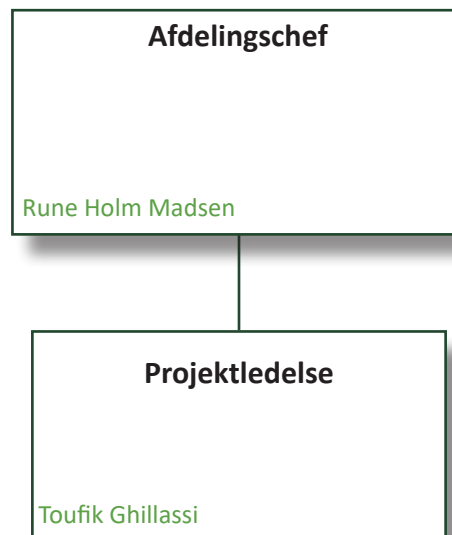 Afdelingschef
Rune Holm Madsen
Projektledelse
Toufik Ghillassi